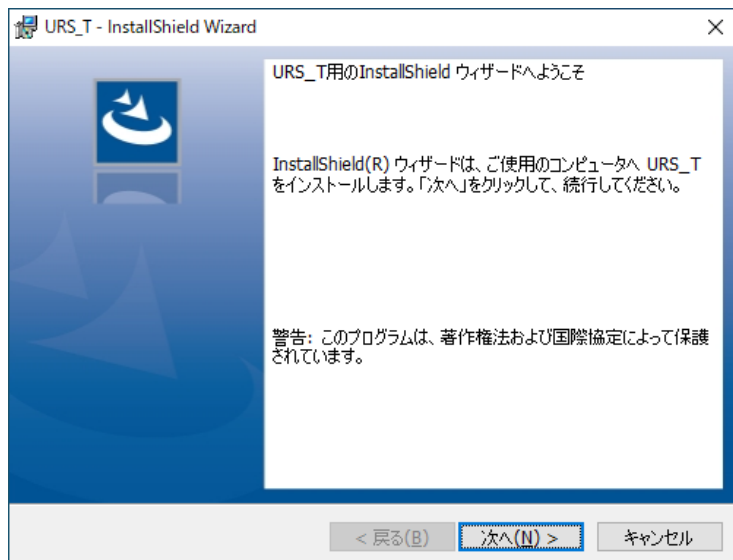 URS_T - InstallShield Wizard
URS_T用のInstallShield ウィザードへようこそ
InstallShield(R) ウィザードは、ご使用のコンピュータへ URS_T
をインストールします。「次へ」をクリックして、続行してください。
警告: このプログラムは、著作権法および国際協定によって保護
されています。
< 戻る(B)
次へ(N) >
キャンセル